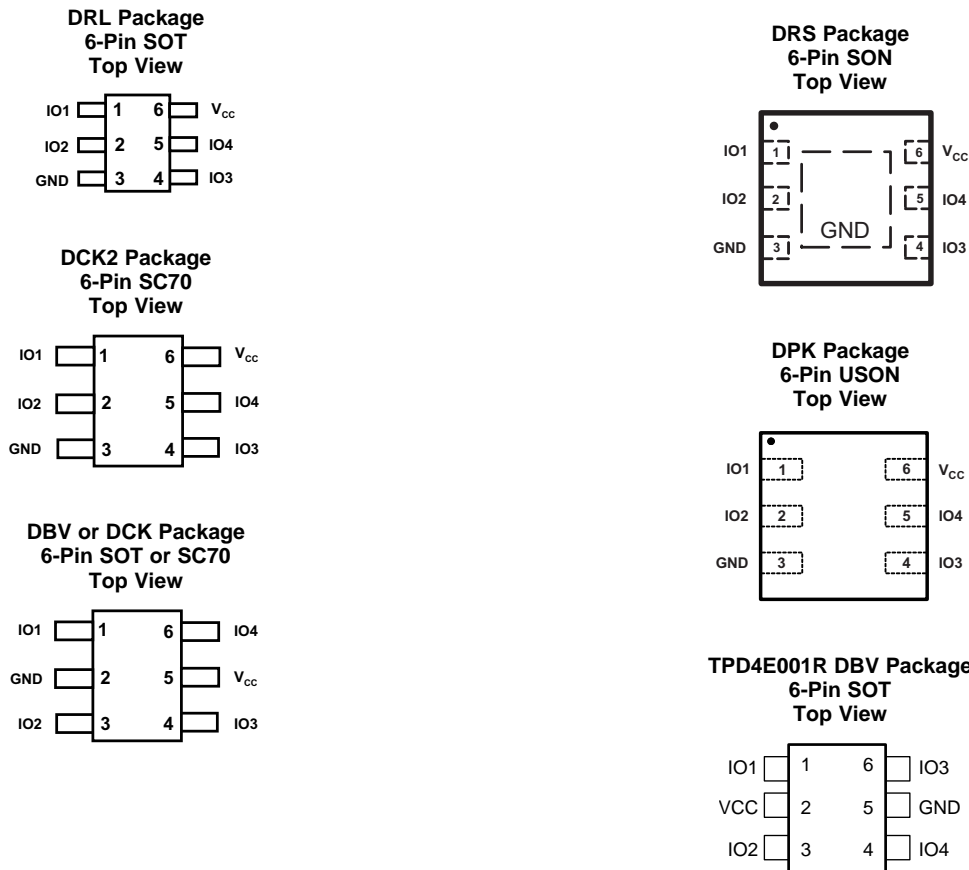 DRL Package
6-Pin SOT
Top View
IO1 1 6 VCC
IO2 2 5 IO4
GND 3 4 IO3
DCK2 Package
6-Pin SC70
Top View
IO1 1 6 VCC
IO2 2 5 IO4
GND 3 4 IO3
DBV or DCK Package
6-Pin SOT or SC70
Top View
IO1 1 6 IO4
GND 2 5 VCC
IO2 3 4 IO3
DRS Package
6-Pin SON
Top View
IO1 1 6 VCC
IO2 2 5 IO4
GND
GND 3 4 IO3
DPK Package
6-Pin USON
Top View
IO1 1 6 VCC
IO2 2 5 IO4
GND 3 4 IO3
TPD4E001R DBV Package
6-Pin SOT
Top View
IO1 1 6 IO3
VCC 2 5 GND
IO2 3 4 IO4